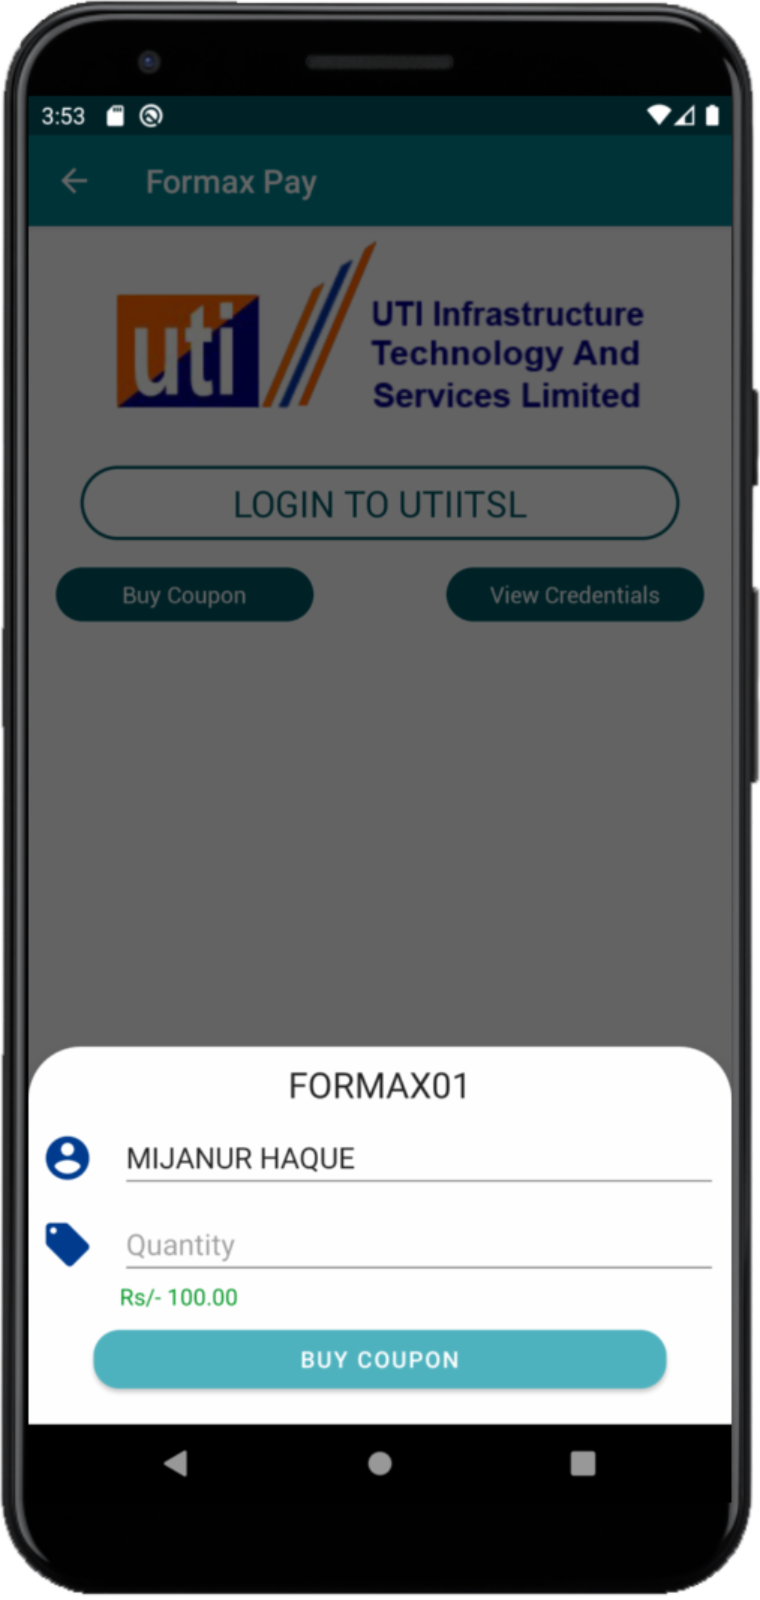 3:53
Formax Pay
uti
UTI Infrastructure
Technology And
Services Limited
LOGIN TO UTIITSL
Buy Coupon
View Credentials
FORMAX01
MIJANUR HAQUE
Quantity
Rs/- 100.00
BUY COUPON